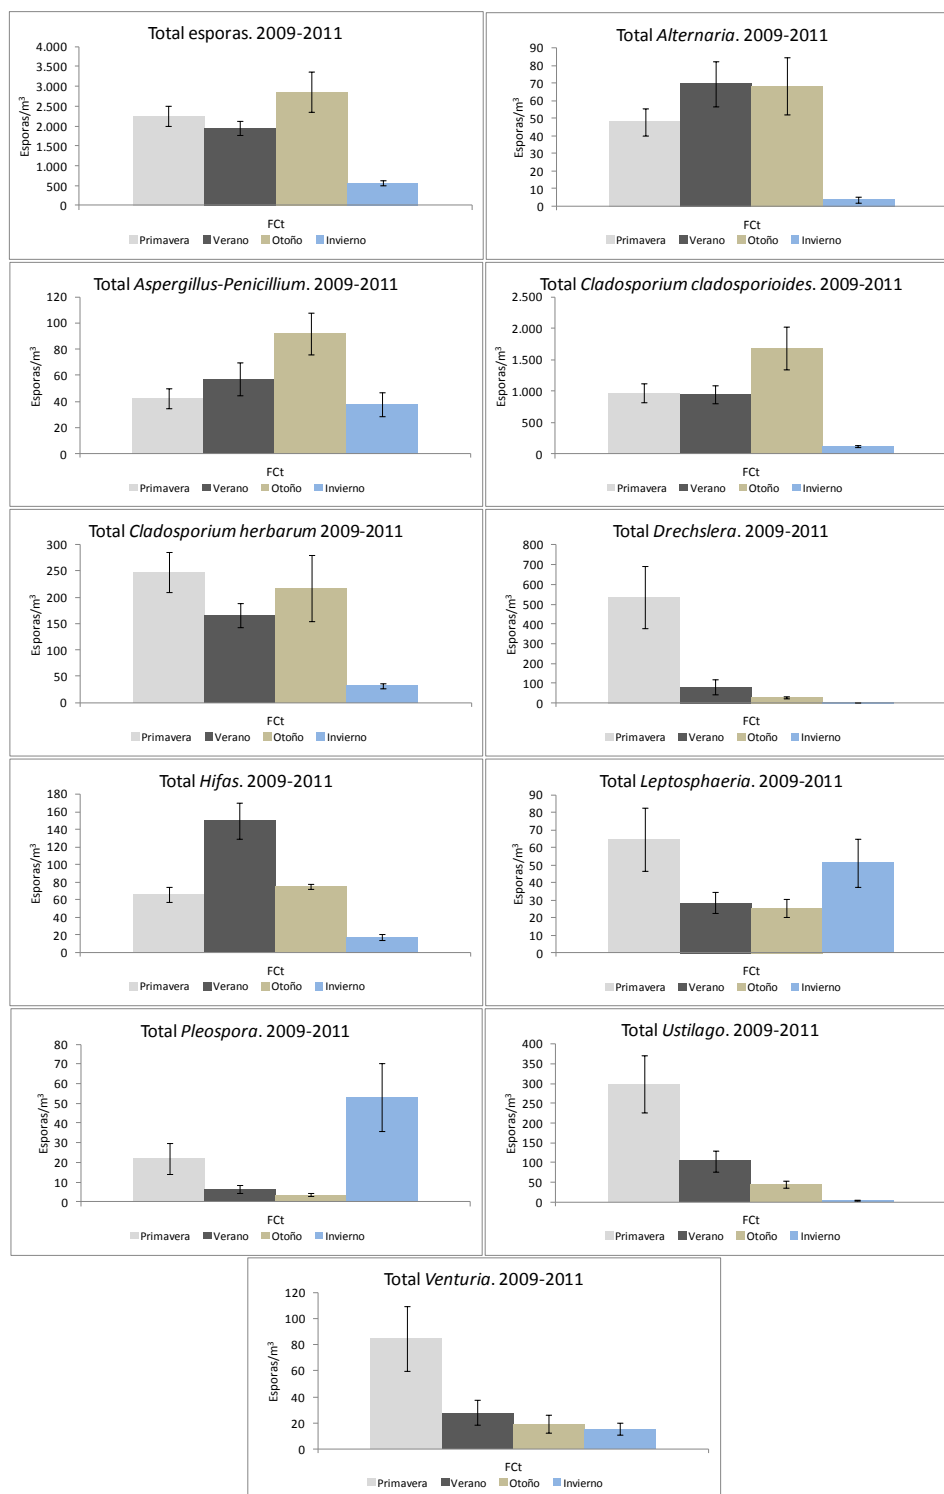 Total esporas. 2009-2011
Esporas/m³
4.000
3.500
3.000
2.500
2.000
1.500
1.000
500
0
FCt
Primavera Verano Otoño Invierno
Total Alternaria. 2009-2011
Esporas/m³
90
80
70
60
50
40
30
20
10
0
FCt
Primavera Verano Otoño Invierno
Total Aspergillus-Penicillium. 2009-2011
Esporas/m³
120
100
80
60
40
20
0
FCt
Primavera Verano Otoño Invierno
Total Cladosporium cladosporioides. 2009-2011
Esporas/m³
2.500
2.000
1.500
1.000
500
0
FCt
Primavera Verano Otoño Invierno
Total Cladosporium herbarum 2009-2011
Esporas/m³
300
250
200
150
100
50
0
FCt
Primavera Verano Otoño Invierno
Total Drechslera. 2009-2011
Esporas/m³
800
700
600
500
400
300
200
100
0
FCt
Primavera Verano Otoño Invierno
Total Hifas. 2009-2011
Esporas/m³
180
160
140
120
100
80
60
40
20
0
FCt
Primavera Verano Otoño Invierno
Total Leptosphaeria. 2009-2011
Esporas/m³
90
80
70
60
50
40
30
20
10
0
FCt
Primavera Verano Otoño Invierno
Total Pleospora. 2009-2011
Esporas/m³
80
70
60
50
40
30
20
10
0
FCt
Primavera Verano Otoño Invierno
Total Ustilago. 2009-2011
Esporas/m³
400
350
300
250
200
150
100
50
0
FCt
Primavera Verano Otoño Invierno
Total Venturia. 2009-2011
Esporas/m³
120
100
80
60
40
20
0
FCt
Primavera Verano Otoño Invierno